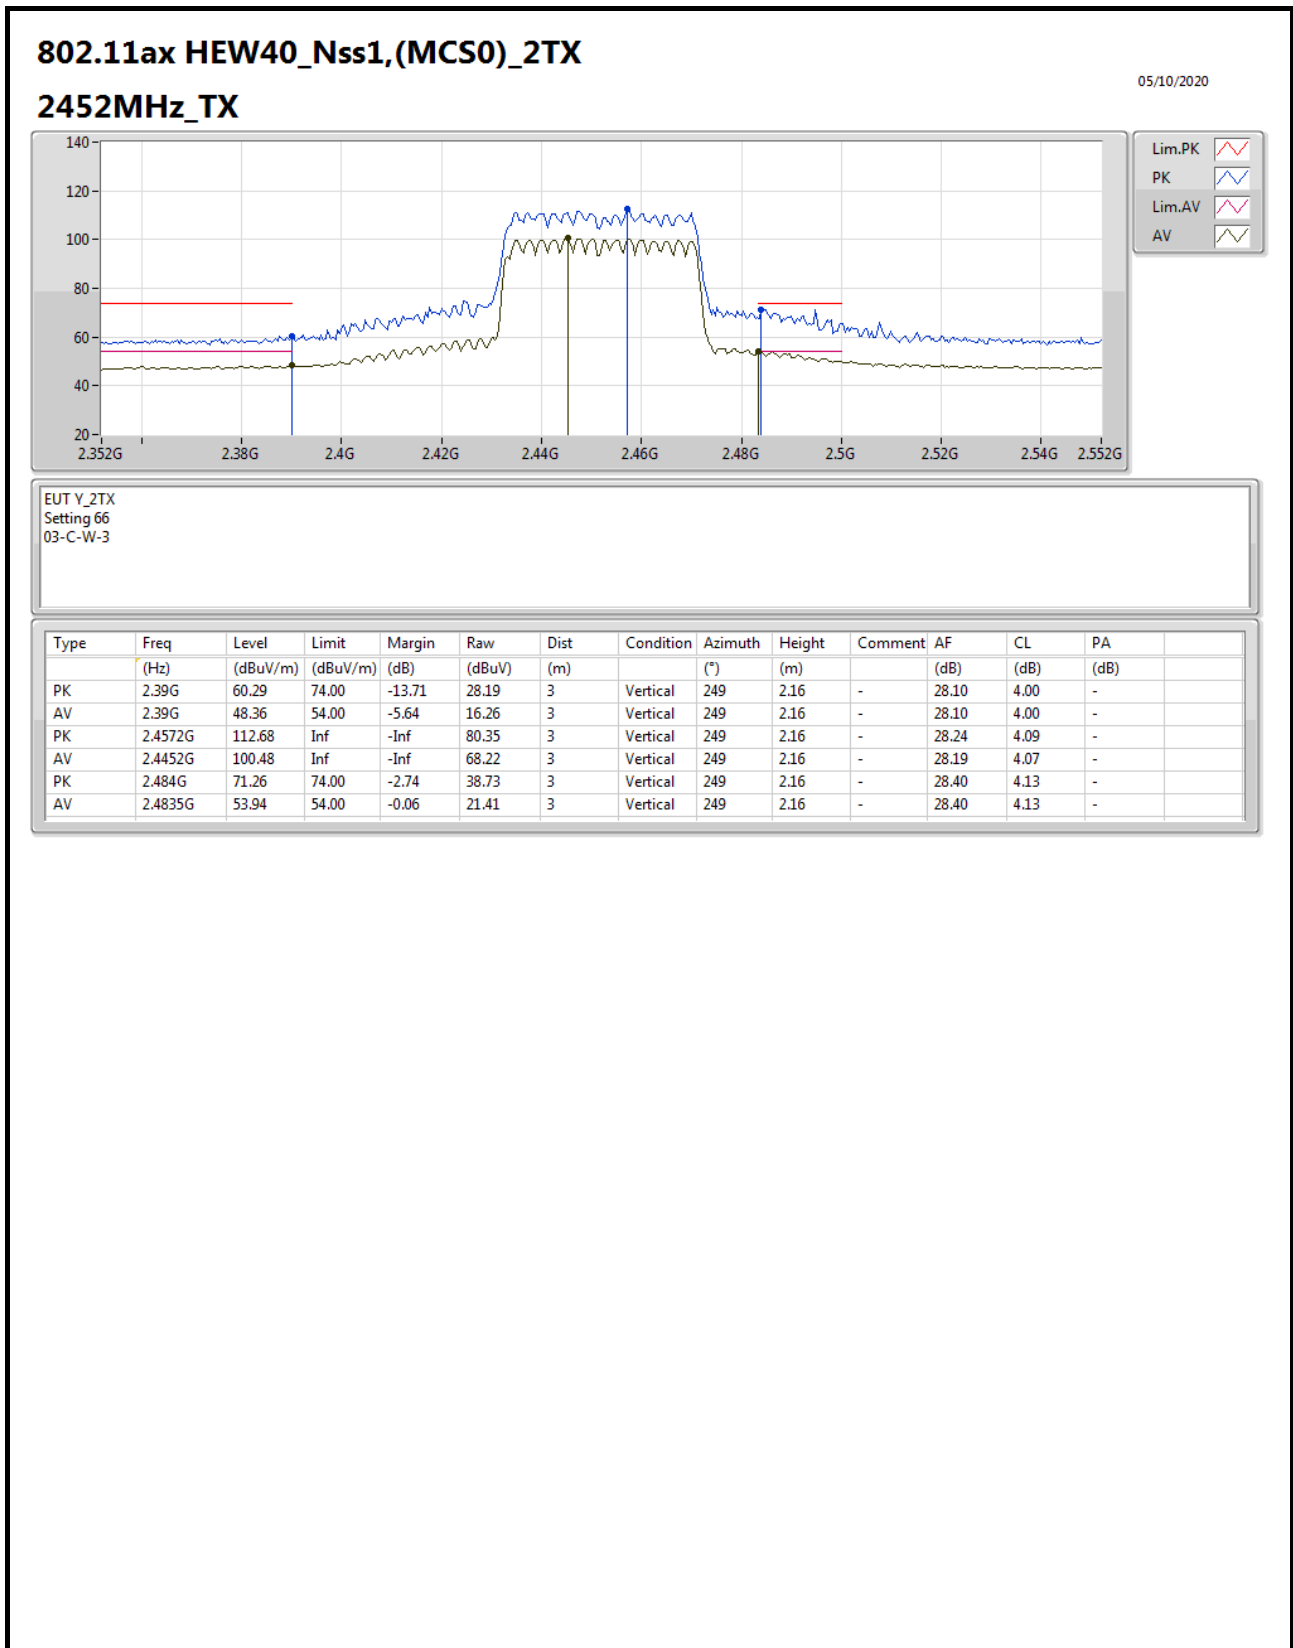 802.11ax HEW40_Nss1,(MCS0)_2TX
05/10/2020
2452MHz_TX
140
120
100
80
60
40
20
2.352G 2.38G 2.4G 2.42G 2.44G 2.46G 2.48G 2.5G 2.52G 2.54G 2.552G
Lim.PK
PK
Lim.AV
AV
EUT Y_2TX
Setting 66
03-C-W-3
Type Freq Level Limit Margin Raw Dist Condition Azimuth Height Comment AF CL PA
(Hz) (dBuV/m) (dBuV/m) (dB) (dBuV) (m) (°) (m) (dB) (dB) (dB)
PK 2.39G 60.29 74.00 -13.71 28.19 3 Vertical 249 2.16 - 28.10 4.00 -
AV 2.39G 48.36 54.00 -5.64 16.26 3 Vertical 249 2.16 - 28.10 4.00 -
PK 2.4572G 112.68 Inf -Inf 80.35 3 Vertical 249 2.16 - 28.24 4.09 -
AV 2.4452G 100.48 Inf -Inf 68.22 3 Vertical 249 2.16 - 28.19 4.07 -
PK 2.484G 71.26 74.00 -2.74 38.73 3 Vertical 249 2.16 - 28.40 4.13 -
AV 2.4835G 53.94 54.00 -0.06 21.41 3 Vertical 249 2.16 - 28.40 4.13 -